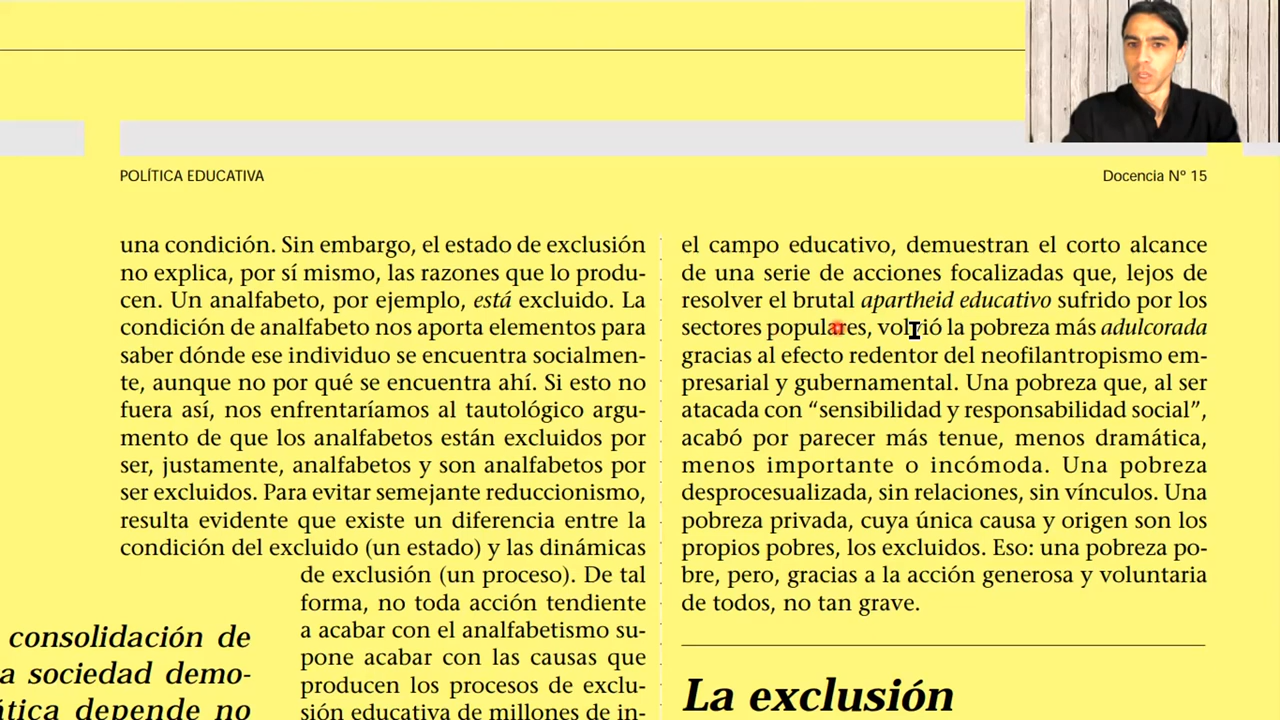 POLÍTICA EDUCATIVA
Docencia Nº 15
una condición. Sin embargo, el estado de exclusión
no explica, por sí mismo, las razones que lo produ-
cen. Un analfabeto, por ejemplo, está excluido. La
condición de analfabeto nos aporta elementos para
saber dónde ese individuo se encuentra socialmen-
te, aunque no por qué se encuentra ahí. Si esto no
fuera así, nos enfrentaríamos al tautológico argu-
mento de que los analfabetos están excluidos por
ser, justamente, analfabetos y son analfabetos por
ser excluidos. Para evitar semejante reduccionismo,
resulta evidente que existe un diferencia entre la
condición del excluido (un estado) y las dinámicas
de exclusión (un proceso). De tal
forma, no toda acción tendiente
a acabar con el analfabetismo su-
pone acabar con las causas que
producen los procesos de exclu-
sión educativa de millones de in-
consolidación de
a sociedad demo-
ática depende no
el campo educativo, demuestran el corto alcance
de una serie de acciones focalizadas que, lejos de
resolver el brutal apartheid educativo sufrido por los
sectores populares, volvió la pobreza más adulcorada
gracias al efecto redentor del neofilantropismo em-
presarial y gubernamental. Una pobreza que, al ser
atacada con “sensibilidad y responsabilidad social”,
acabó por parecer más tenue, menos dramática,
menos importante o incómoda. Una pobreza
desprocesualizada, sin relaciones, sin vínculos. Una
pobreza privada, cuya única causa y origen son los
propios pobres, los excluidos. Eso: una pobreza po-
bre, pero, gracias a la acción generosa y voluntaria
de todos, no tan grave.
La exclusión